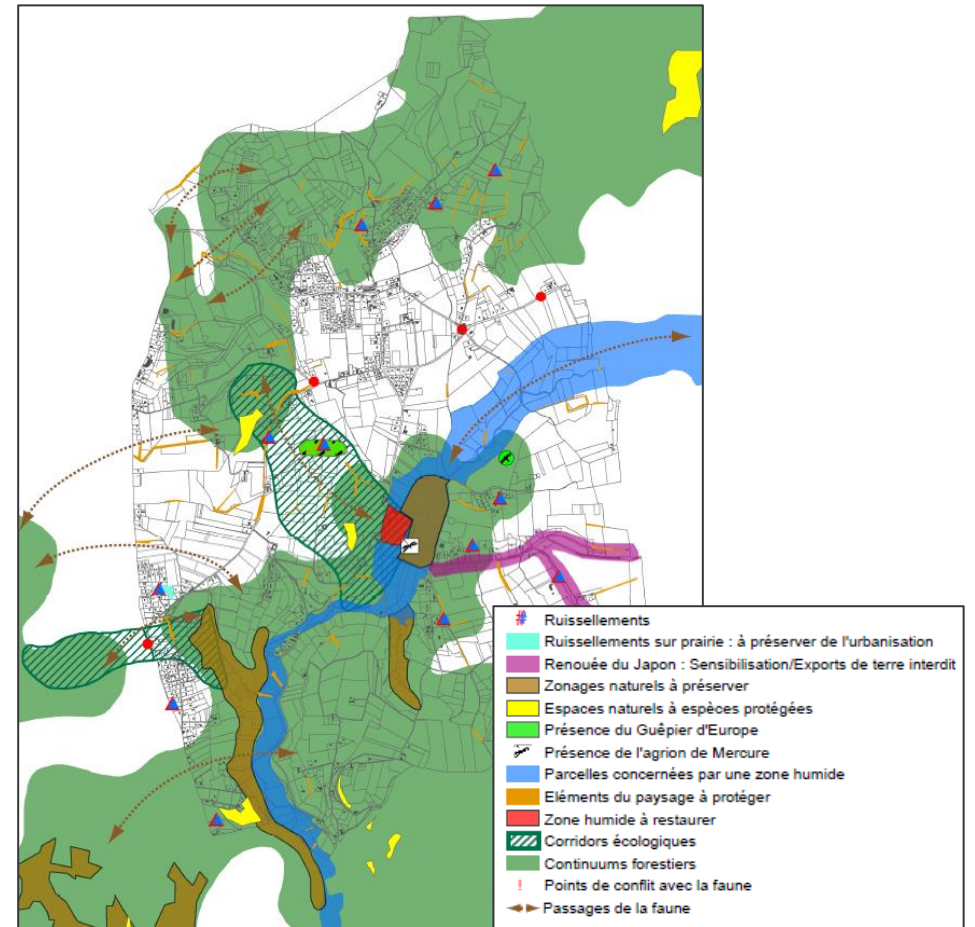 # Ruissellements
Ruissellements sur prairie : à préserver de l'urbanisation
Renouée du Japon : Sensibilisation/Exports de terre interdit
Zonages naturels à préserver
Espaces naturels à espèces protégées
Présence du Guêpier d'Europe
Présence de l'agrion de Mercure
Parcelles concernées par une zone humide
Eléments du paysage à protéger
Zone humide à restaurer
Corridors écologiques
Continuums forestiers
! Points de conflit avec la faune
Passages de la faune